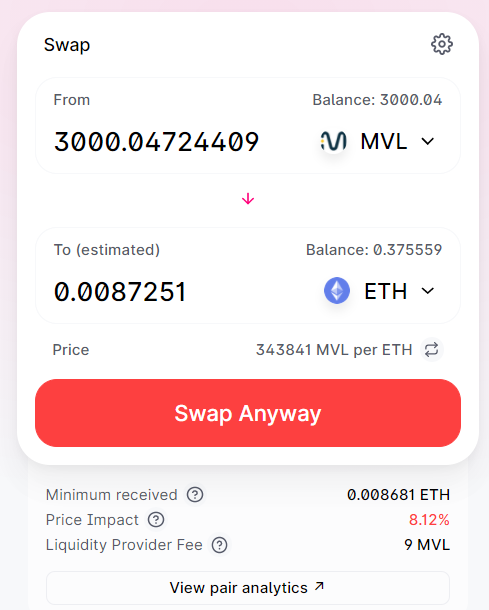 Swap
From Balance: 3000.04
3000.04724409 MVL
To (estimated) Balance: 0.375559
0.0087251 ETH
Price 343841 MVL per ETH
Swap Anyway
Minimum received ? 0.008681 ETH
Price Impact ? 8.12%
Liquidity Provider Fee ? 9 MVL
View pair analytics ↗